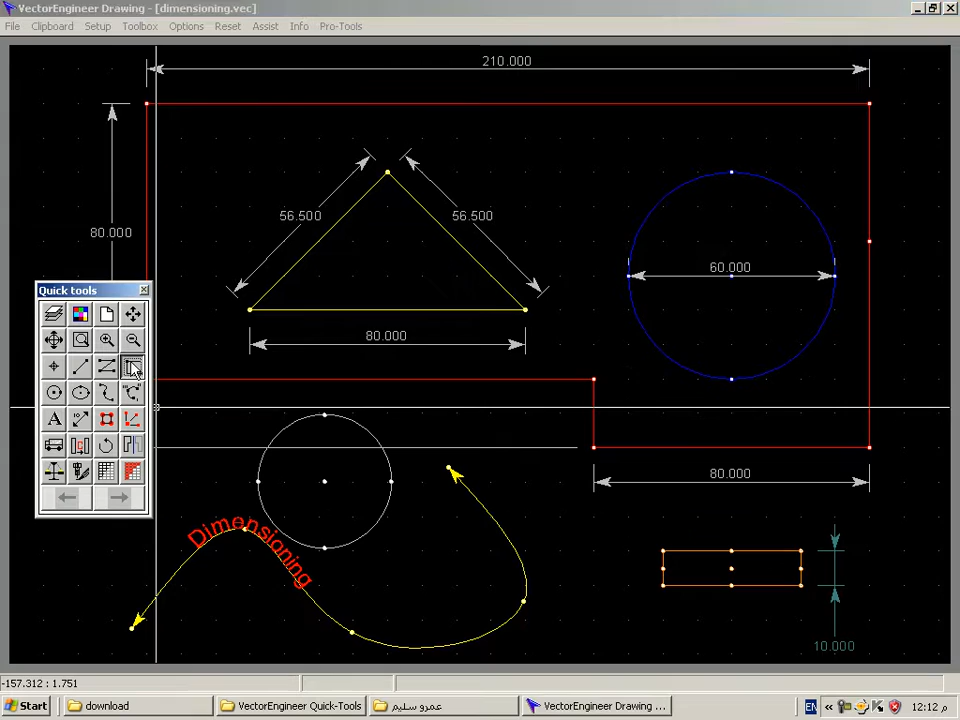 VectorEngineer Drawing - [dimensioning.vec]
File Clipboard Setup Toolbox Options Reset Assist Info Pro-Tools
210.000
56.500 56.500
80.000
60.000
Quick tools
80.000
80.000
Dimensioning
10.000
-157.312 : 1.751
Start download VectorEngineer Quick-Tools عمرو سليم VectorEngineer Drawing ... EN « 12:12 م